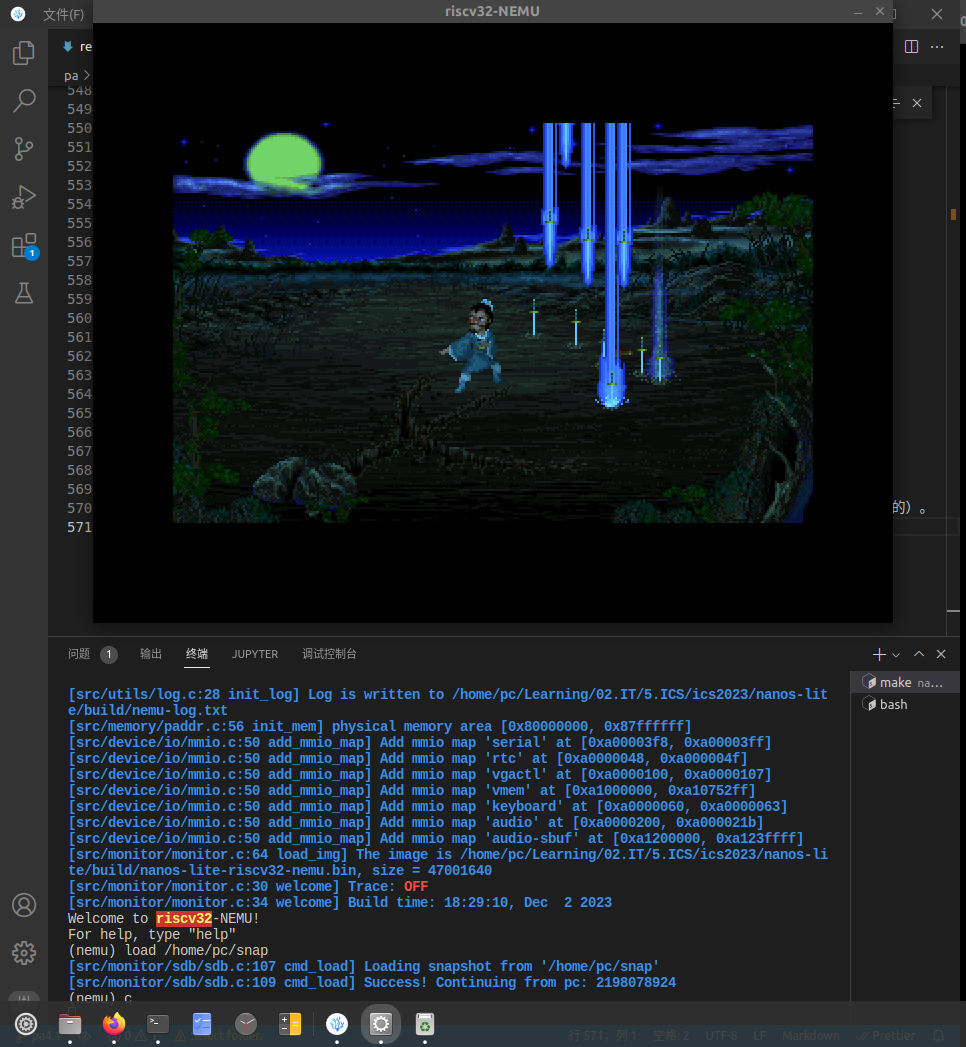 文件(F)
riscv32-NEMU
re
pa
548
549
550
551
552
553
554
555
556
557
558
559
560
561
562
563
564
565
566
567
568
569
570
的）。
571
1
问题 1 输出 终端 JUPYTER 调试控制台
make na...
bash
[src/utils/log.c:28 init_log] Log is written to /home/pc/Learning/02.IT/5.ICS/ics2023/nanos-lit
e/build/nemu-log.txt
[src/memory/paddr.c:56 init_mem] physical memory area [0x80000000, 0x87ffffff]
[src/device/io/mmio.c:50 add_mmio_map] Add mmio map 'serial' at [0xa00003f8, 0xa00003ff]
[src/device/io/mmio.c:50 add_mmio_map] Add mmio map 'rtc' at [0xa0000048, 0xa000004f]
[src/device/io/mmio.c:50 add_mmio_map] Add mmio map 'vgactl' at [0xa0000100, 0xa0000107]
[src/device/io/mmio.c:50 add_mmio_map] Add mmio map 'vmem' at [0xa1000000, 0xa10752ff]
[src/device/io/mmio.c:50 add_mmio_map] Add mmio map 'keyboard' at [0xa0000060, 0xa0000063]
[src/device/io/mmio.c:50 add_mmio_map] Add mmio map 'audio' at [0xa0000200, 0xa000021b]
[src/device/io/mmio.c:50 add_mmio_map] Add mmio map 'audio-sbuf' at [0xa1200000, 0xa123ffff]
[src/monitor/monitor.c:64 load_img] The image is /home/pc/Learning/02.IT/5.ICS/ics2023/nanos-li
te/build/nanos-lite-riscv32-nemu.bin, size = 47001640
[src/monitor/monitor.c:30 welcome] Trace: OFF
[src/monitor/monitor.c:34 welcome] Build time: 18:29:10, Dec  2 2023
Welcome to riscv32-NEMU!
For help, type "help"
(nemu) load /home/pc/snap
[src/monitor/sdb/sdb.c:107 cmd_load] Loading snapshot from '/home/pc/snap'
[src/monitor/sdb/sdb.c:109 cmd_load] Success! Continuing from pc: 2198078924
(nemu) c
Select folder.
行 571，列 1 空格: 2 UTF-8 LF Markdown Prettier